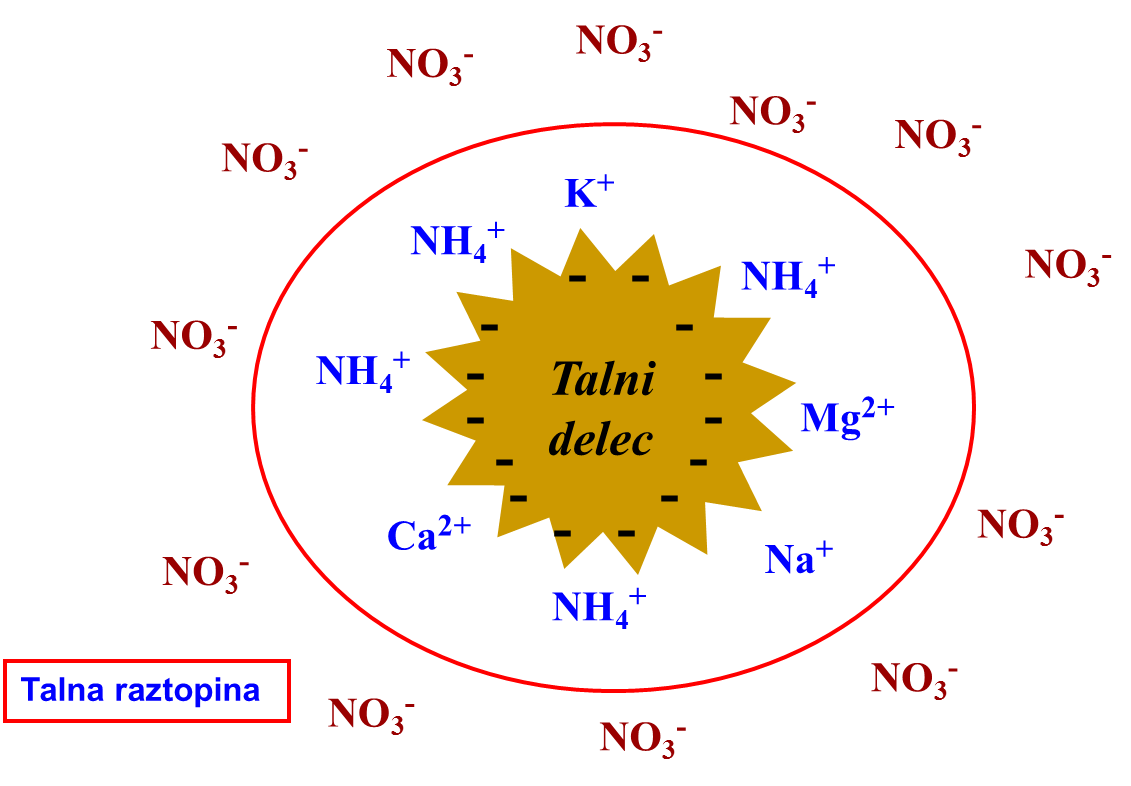 NO₃⁻
NO₃⁻
NO₃⁻
NO₃⁻
NO₃⁻
K⁺
NH₄⁺
NH₄⁺
NO₃⁻
- -
- -
NO₃⁻
NH₄⁺
- Talni -
Mg²⁺
- delec -
- -
- -
Ca²⁺
- -
NO₃⁻
Na⁺
NO₃⁻
NH₄⁺
Talna raztopina
NO₃⁻
NO₃⁻
NO₃⁻